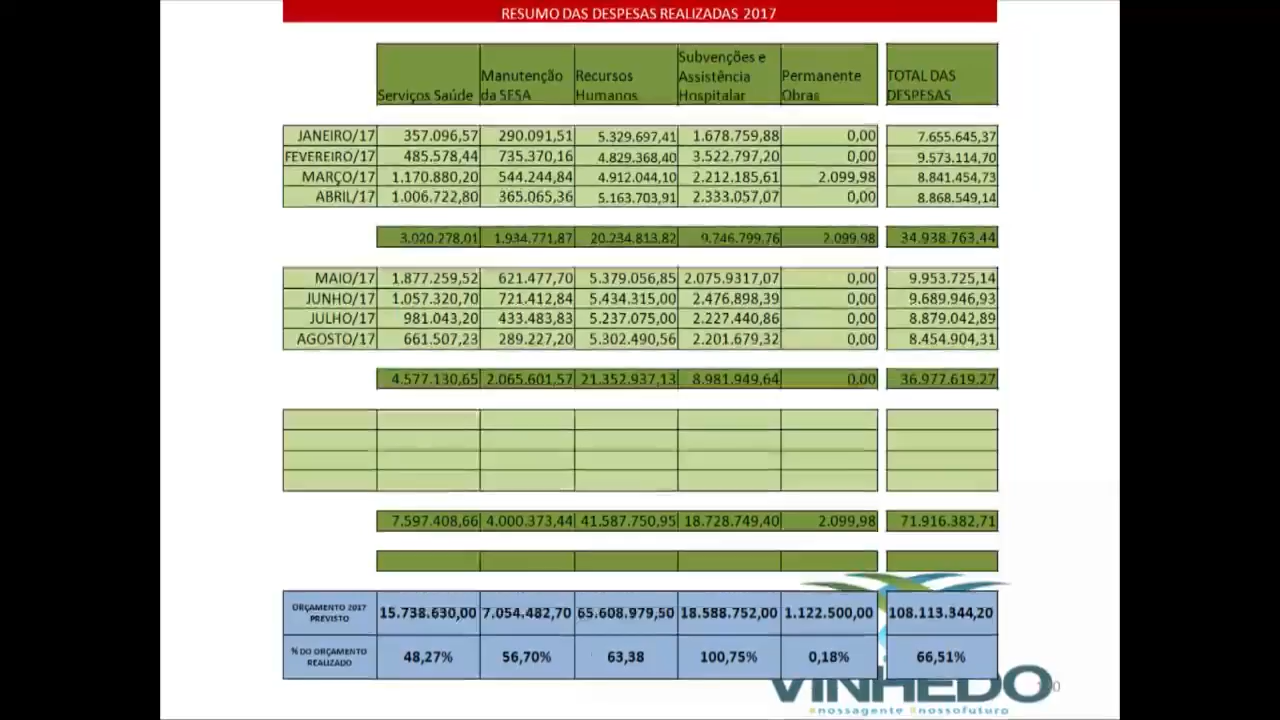 RESUMO DAS DESPESAS REALIZADAS 2017
Serviços Saúde Manutenção da SESA Recursos Humanos Subvenções e Assistência Hospitalar Permanente Obras TOTAL DAS DESPESAS
JANEIRO/17 357.096,57 290.091,51 5.329.697,41 1.678.759,88 0,00 7.655.645,37
FEVEREIRO/17 485.578,44 735.370,16 4.829.368,40 3.522.797,20 0,00 9.573.114,70
MARÇO/17 1.170.880,20 544.244,84 4.912.044,10 2.212.185,61 2.099,98 8.841.454,73
ABRIL/17 1.006.722,80 365.065,36 5.163.703,91 2.333.057,07 0,00 8.868.549,14
3.020.278,01 1.934.771,87 20.234.813,82 9.746.799,76 2.099,98 34.938.763,44
MAIO/17 1.877.259,52 621.477,70 5.379.056,85 2.075.9317,07 0,00 9.953.725,14
JUNHO/17 1.057.320,70 721.412,84 5.434.315,00 2.476.898,39 0,00 9.689.946,93
JULHO/17 981.043,20 433.483,83 5.237.075,00 2.227.440,86 0,00 8.879.042,89
AGOSTO/17 661.507,23 289.227,20 5.302.490,56 2.201.679,32 0,00 8.454.904,31
4.577.130,65 2.065.601,57 21.352.937,13 8.981.949,64 0,00 36.977.619,27
7.597.408,66 4.000.373,44 41.587.750,95 18.728.749,40 2.099,98 71.916.382,71
ORÇAMENTO 2017 PREVISTO 15.738.630,00 7.054.482,70 65.608.979,50 18.588.752,00 1.122.500,00 108.113.344,20
% DO ORÇAMENTO REALIZADO 48,27% 56,70% 63,38 100,75% 0,18% 66,51%
VINHEDO
#nossagente #nossofuturo